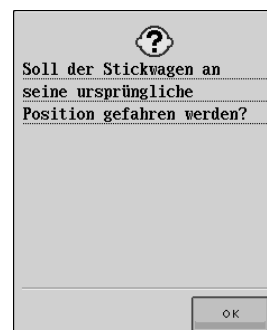 Soll der Stickwagen an
seine ursprüngliche
Position gefahren werden?
OK